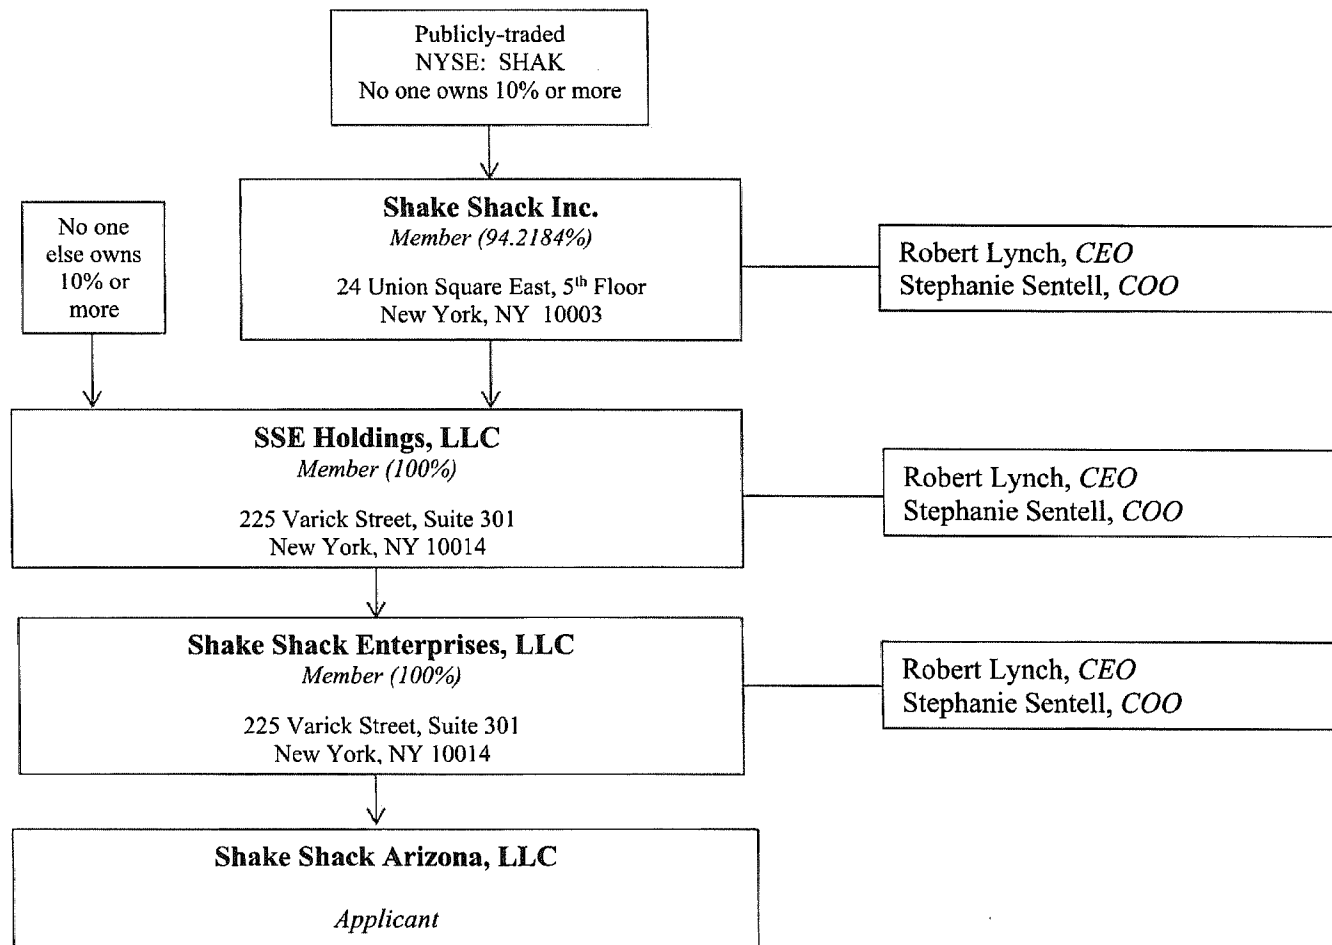 Publicly-traded
NYSE: SHAK
No one owns 10% or more
Shake Shack Inc.
Member (94.2184%)
24 Union Square East, 5th Floor
New York, NY 10003
No one
else owns
10% or
more
Robert Lynch, CEO
Stephanie Sentell, COO
SSE Holdings, LLC
Member (100%)
225 Varick Street, Suite 301
New York, NY 10014
Robert Lynch, CEO
Stephanie Sentell, COO
Shake Shack Enterprises, LLC
Member (100%)
225 Varick Street, Suite 301
New York, NY 10014
Robert Lynch, CEO
Stephanie Sentell, COO
Shake Shack Arizona, LLC
Applicant